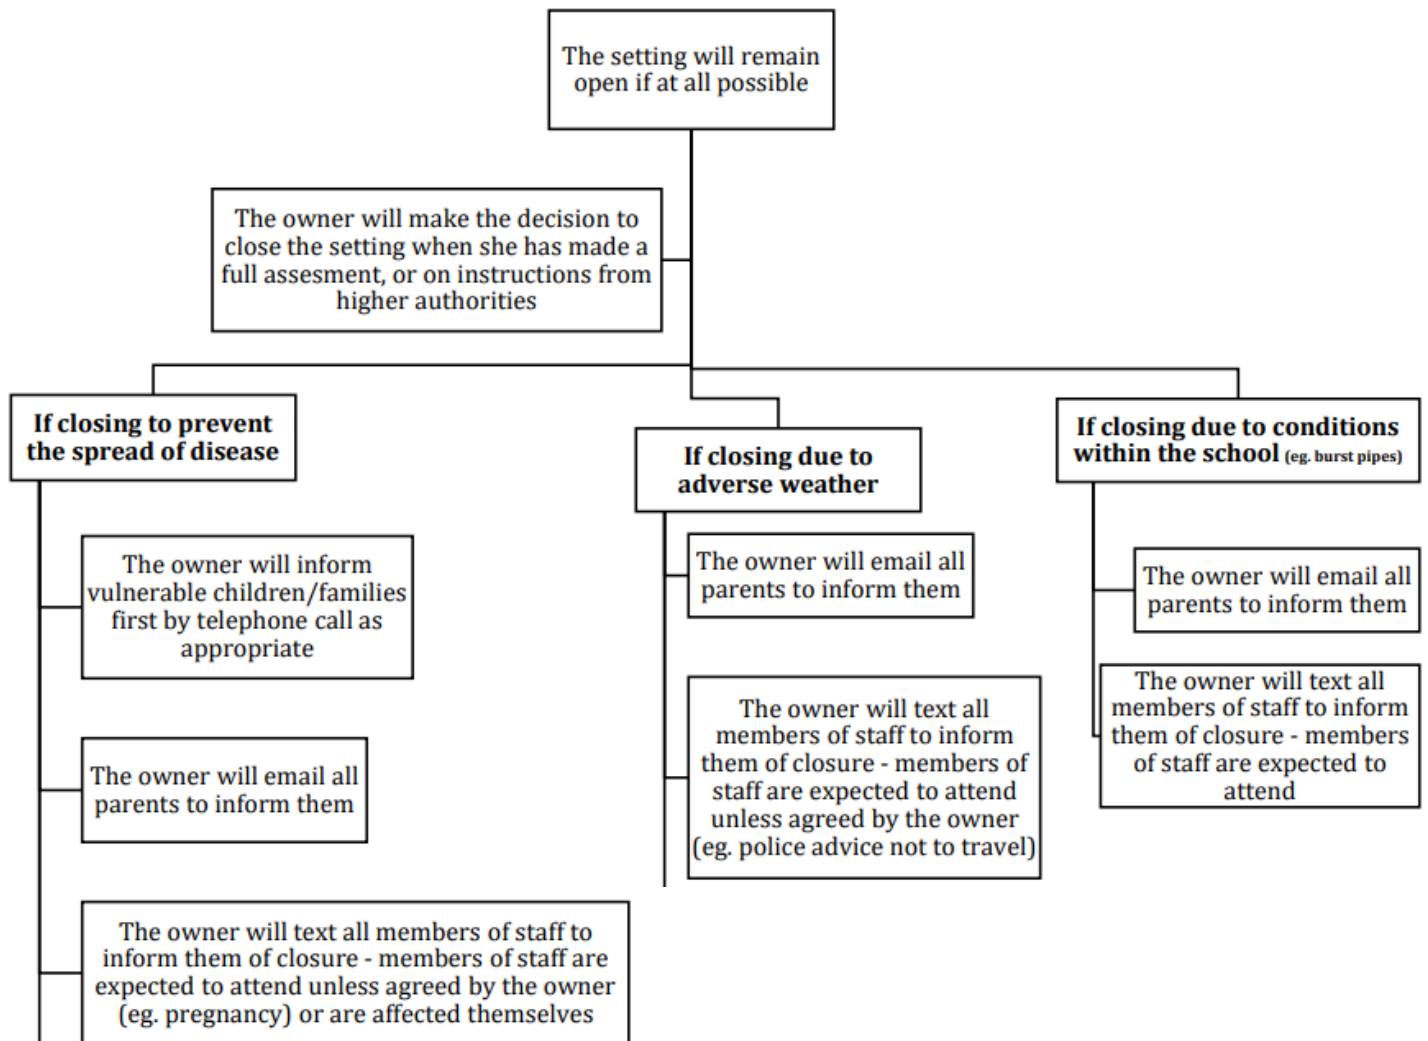 The setting will remain
open if at all possible
The owner will make the decision to
close the setting when she has made a
full assesment, or on instructions from
higher authorities
If closing to prevent
the spread of disease
The owner will inform
vulnerable children/families
first by telephone call as
appropriate
The owner will email all
parents to inform them
The owner will text all members of staff to
inform them of closure - members of staff are
expected to attend unless agreed by the owner
(eg. pregnancy) or are affected themselves
If closing due to
adverse weather
The owner will email all
parents to inform them
The owner will text all
members of staff to inform
them of closure - members of
staff are expected to attend
unless agreed by the owner
(eg. police advice not to travel)
If closing due to conditions
within the school (eg. burst pipes)
The owner will email all
parents to inform them
The owner will text all
members of staff to inform
them of closure - members
of staff are expected to
attend